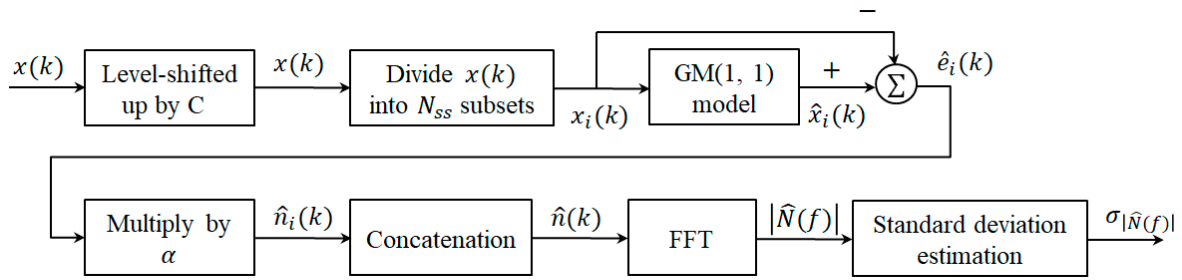 −
x(k)
Level-shifted
up by C
x(k)
Divide x(k)
into N_ss subsets
x_i(k)
GM(1, 1)
model
+
x̂_i(k)
Σ
ê_i(k)
Multiply by
α
n̂_i(k)
Concatenation
n̂(k)
FFT
|N̂(f)|
Standard deviation
estimation
σ_|N̂(f)|